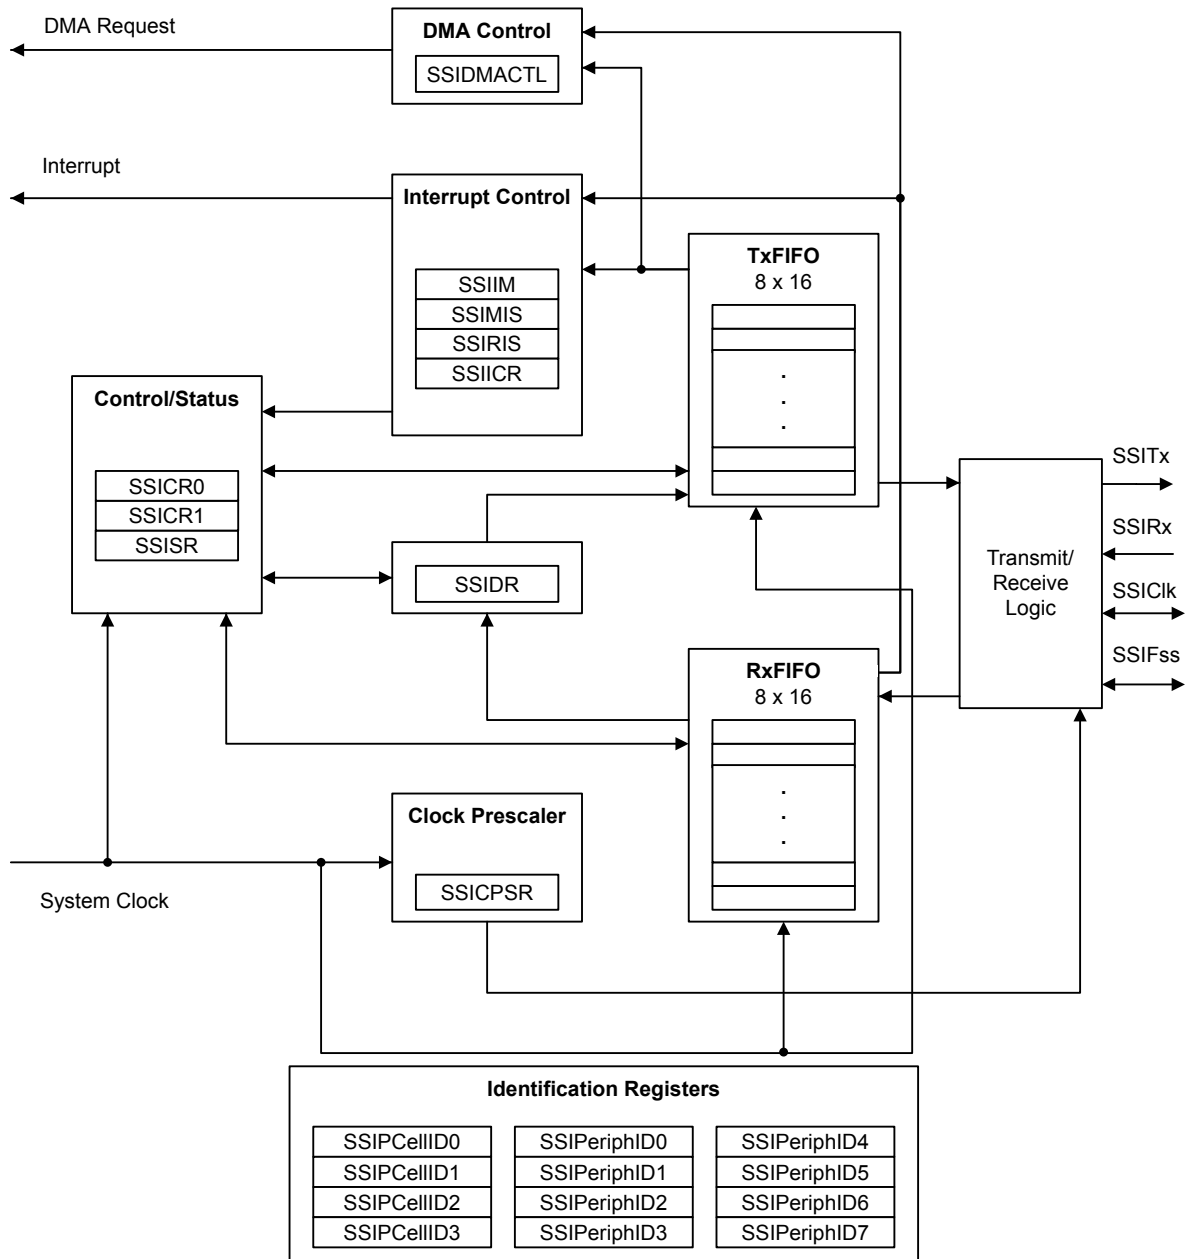 DMA Request
DMA Control
SSIDMACTL
Interrupt
Interrupt Control
SSIIM
SSIMIS
SSIRIS
SSIICR
TxFIFO
8 x 16
.
.
.
Control/Status
SSICR0
SSICR1
SSISR
SSIDR
Transmit/
Receive
Logic
SSITx
SSIRx
SSIClk
SSIFss
RxFIFO
8 x 16
.
.
.
Clock Prescaler
SSICPSR
System Clock
Identification Registers
SSIPCellID0
SSIPCellID1
SSIPCellID2
SSIPCellID3
SSIPeriphID0
SSIPeriphID1
SSIPeriphID2
SSIPeriphID3
SSIPeriphID4
SSIPeriphID5
SSIPeriphID6
SSIPeriphID7